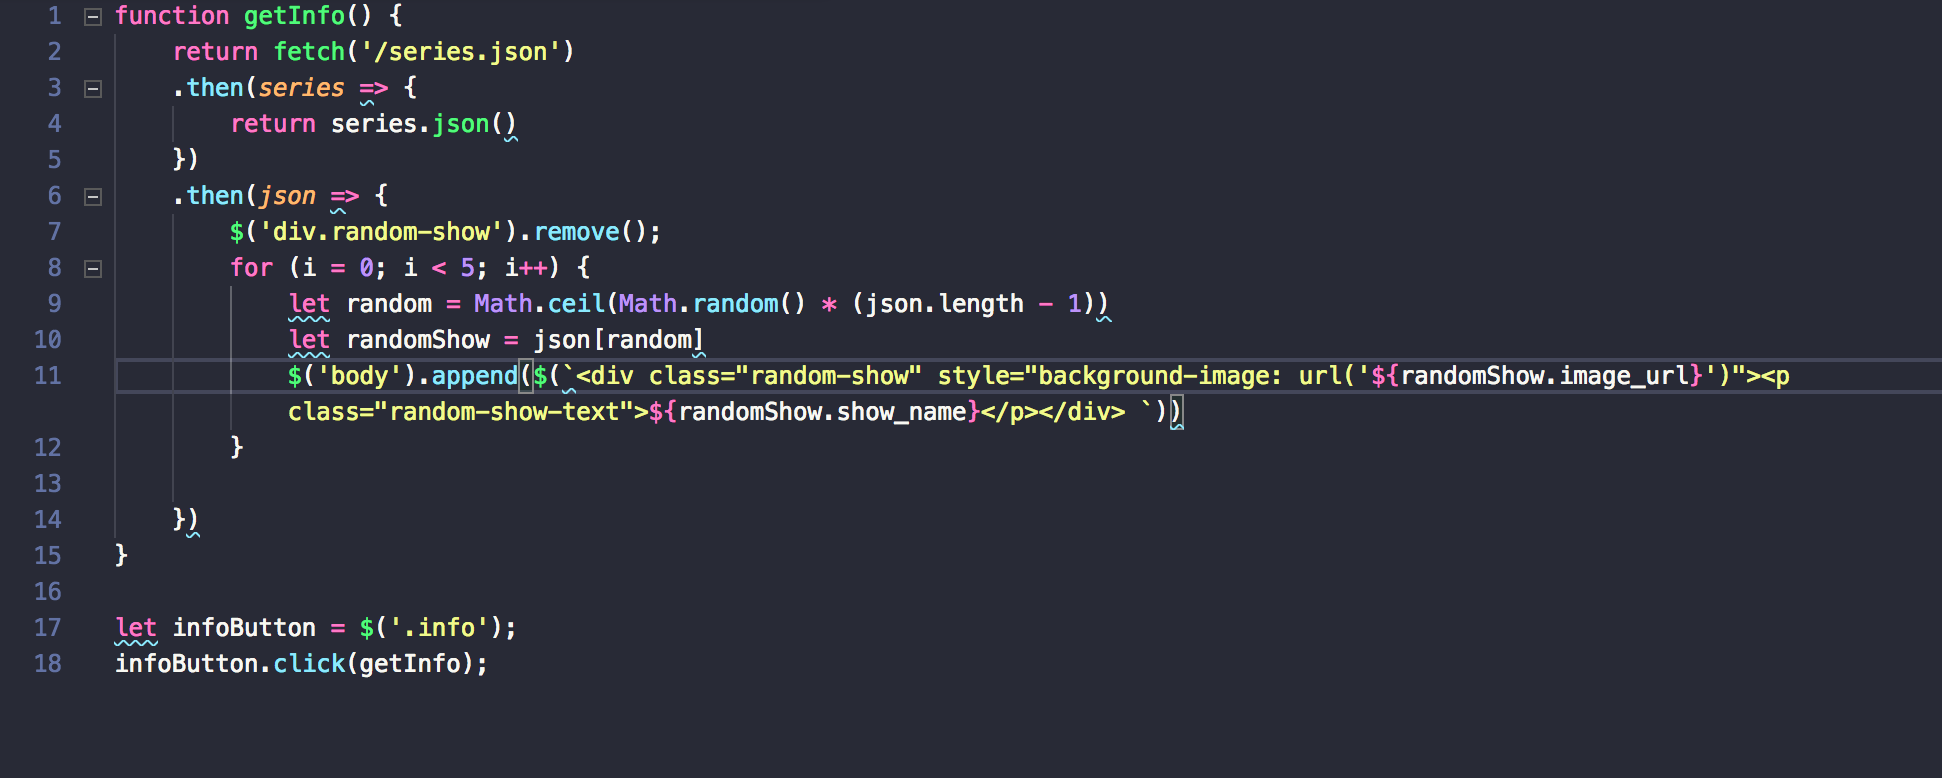 1 function getInfo() {
2     return fetch('/series.json')
3     .then(series => {
4         return series.json()
5     })
6     .then(json => {
7         $('div.random-show').remove();
8         for (i = 0; i < 5; i++) {
9             let random = Math.ceil(Math.random() * (json.length - 1))
10             let randomShow = json[random]
11             $('body').append($(`<div class="random-show" style="background-image: url('${randomShow.image_url}')"><p
            class="random-show-text">${randomShow.show_name}</p></div> `))
12         }
13
14     })
15 }
16
17 let infoButton = $('.info');
18 infoButton.click(getInfo);